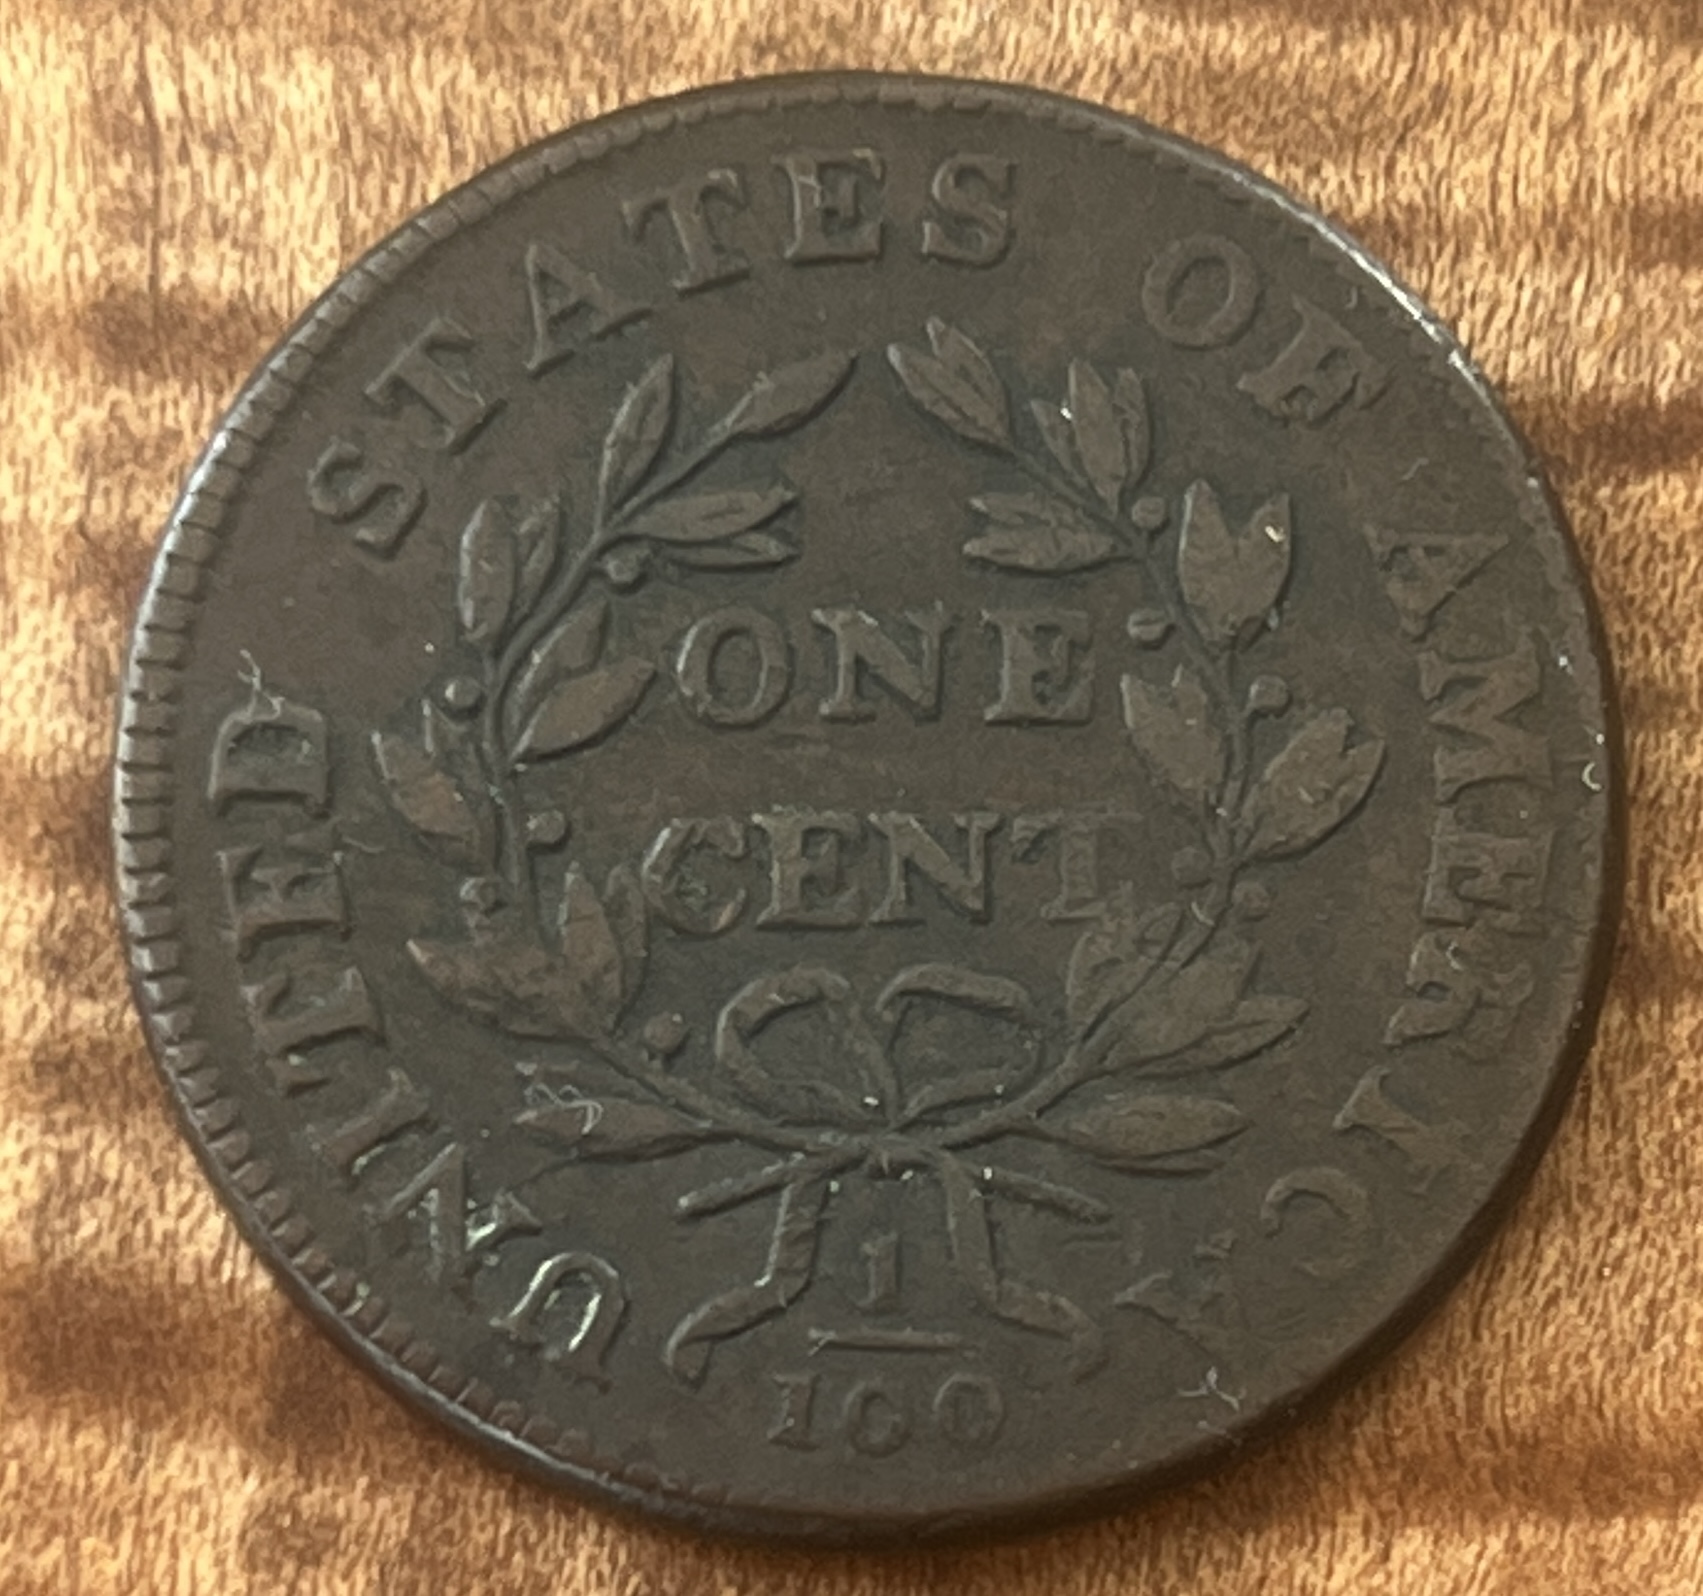 UNITED STATES OF AMERICA
ONE
CENT
1
100